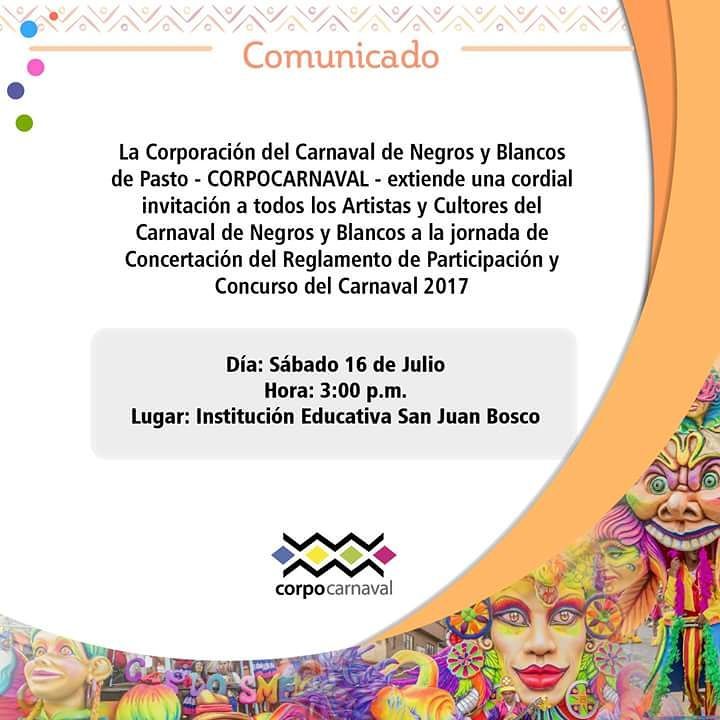 Comunicado
La Corporación del Carnaval de Negros y Blancos
de Pasto - CORPOCARNAVAL - extiende una cordial
invitación a todos los Artistas y Cultores del
Carnaval de Negros y Blancos a la jornada de
Concertación del Reglamento de Participación y
Concurso del Carnaval 2017
Día: Sábado 16 de Julio
Hora: 3:00 p.m.
Lugar: Institución Educativa San Juan Bosco
corpocarnaval